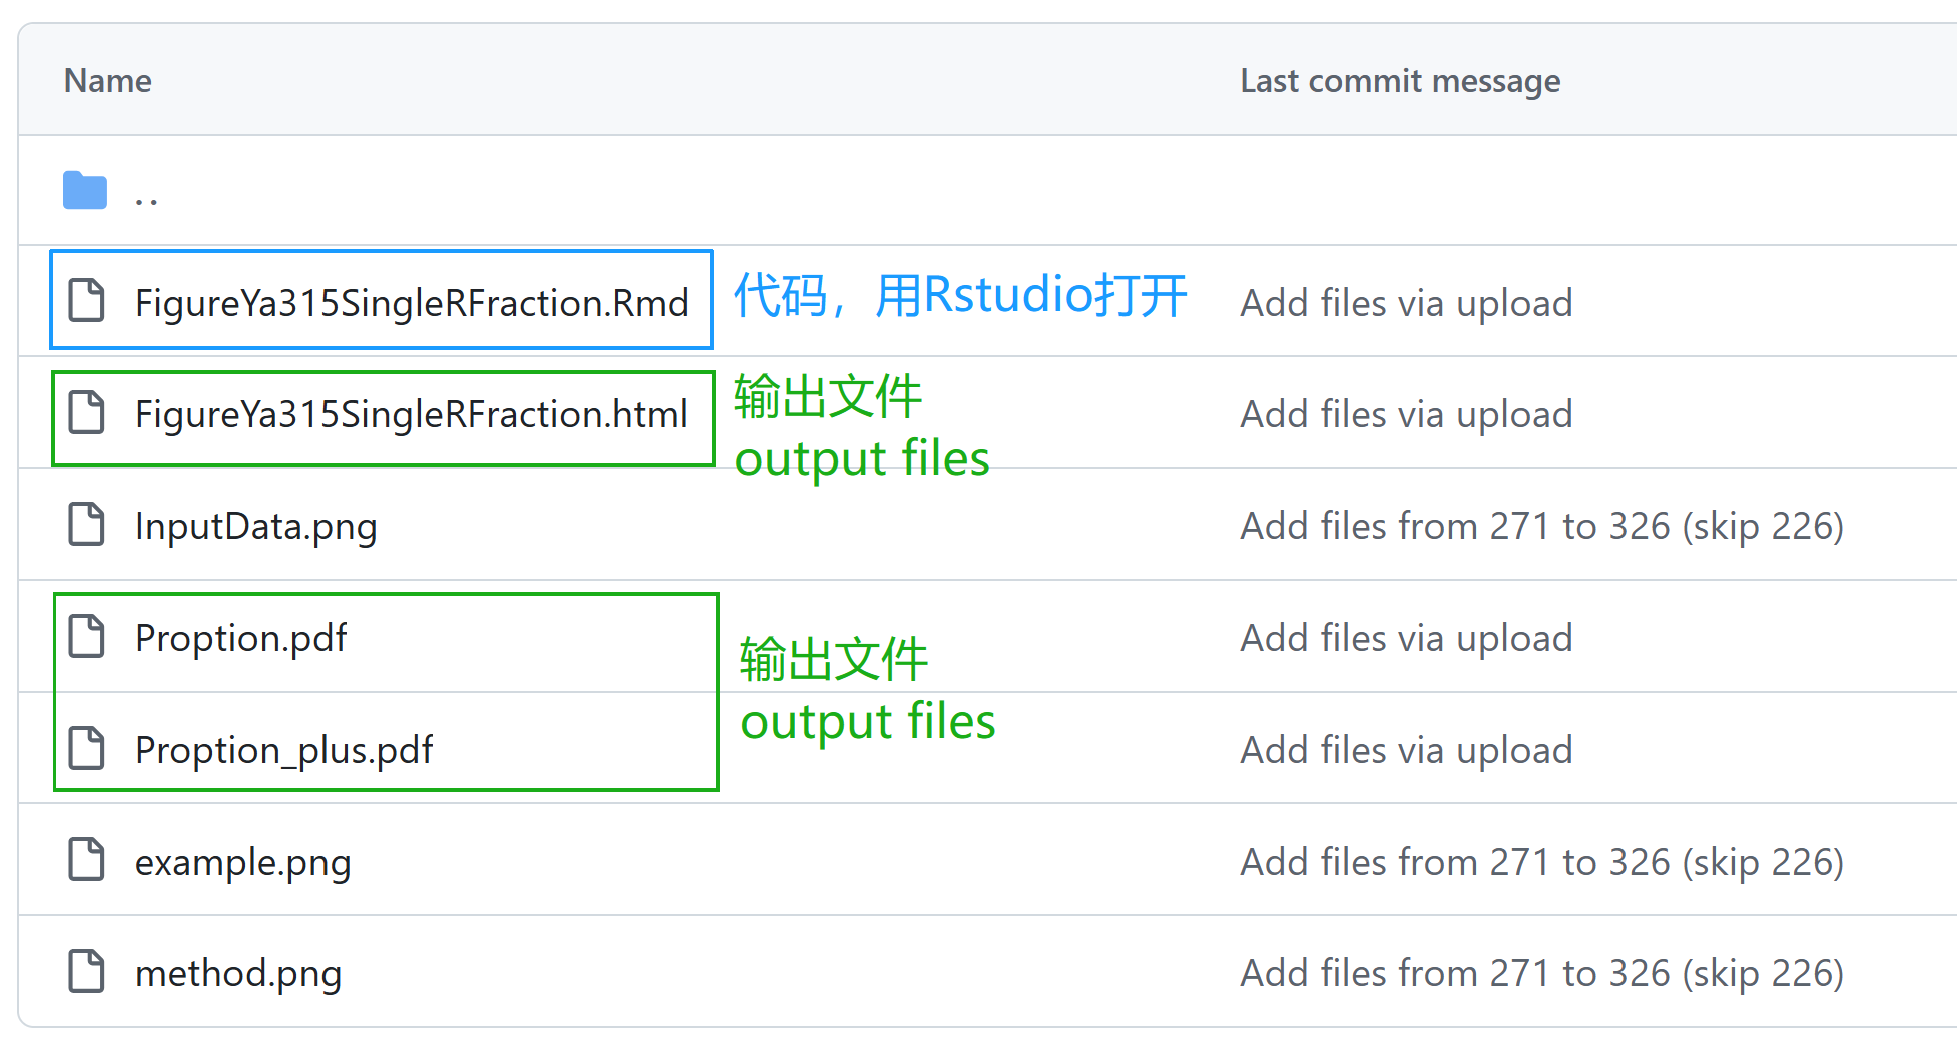 Name Last commit message
..
FigureYa315SingleRFraction.Rmd 代码，用Rstudio打开 Add files via upload
FigureYa315SingleRFraction.html 输出文件 Add files via upload
output files
InputData.png Add files from 271 to 326 (skip 226)
Proption.pdf 输出文件 Add files via upload
output files
Proption_plus.pdf Add files via upload
example.png Add files from 271 to 326 (skip 226)
method.png Add files from 271 to 326 (skip 226)